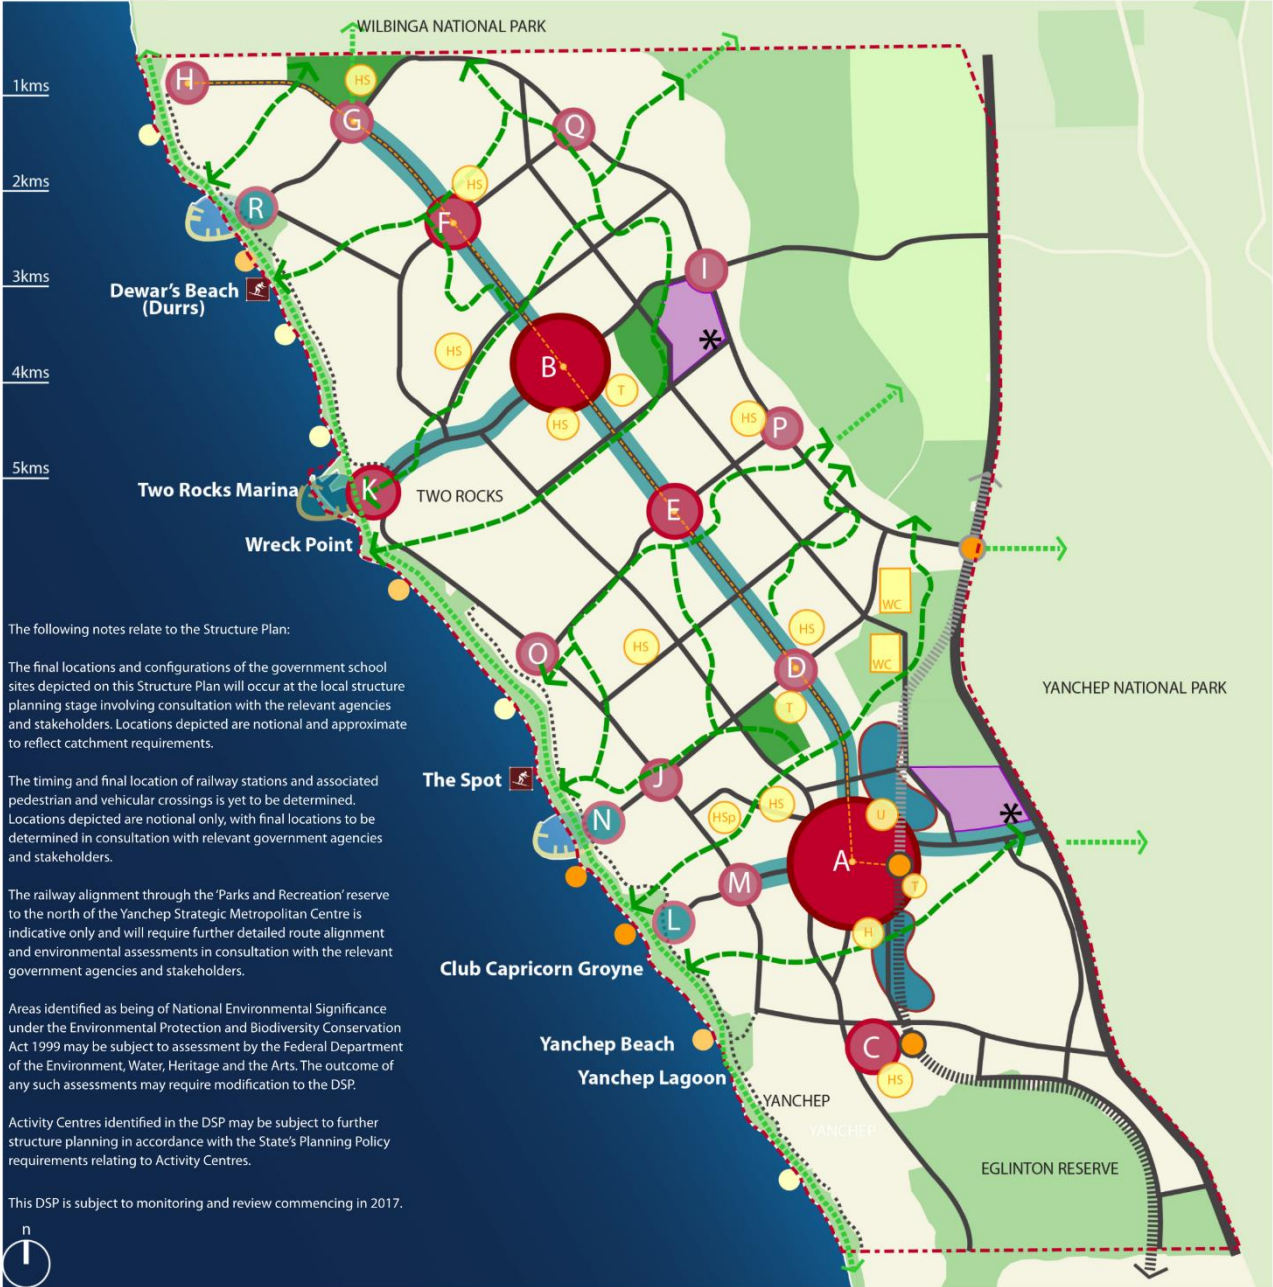 WILBINGA NATIONAL PARK
H
HS
1kms
G
Q
2kms
HS
R
F
I
3kms
Dewar's Beach
(Durrs)
*
HS
B
4kms
T
HS
HS
P
5kms
Two Rocks Marina
K
TWO ROCKS
E
Wreck Point
WC
The following notes relate to the Structure Plan:
The final locations and configurations of the government school
sites depicted on this Structure Plan will occur at the local structure
planning stage involving consultation with the relevant agencies
and stakeholders. Locations depicted are notional and approximate
to reflect catchment requirements.
HS
O
HS
WC
D
YANCHEP NATIONAL PARK
T
The timing and final location of railway stations and associated
pedestrian and vehicular crossings is yet to be determined.
Locations depicted are notional only, with final locations to be
determined in consultation with relevant government agencies
and stakeholders.
The Spot
J
HS
HSp
N
U
*
A
M
T
The railway alignment through the 'Parks and Recreation' reserve
to the north of the Yanchep Strategic Metropolitan Centre is
indicative only and will require further detailed route alignment
and environmental assessments in consultation with the relevant
government agencies and stakeholders.
L
H
Club Capricorn Groyne
Areas identified as being of National Environmental Significance
under the Environmental Protection and Biodiversity Conservation
Act 1999 may be subject to assessment by the Federal Department
of the Environment, Water, Heritage and the Arts. The outcome of
any such assessments may require modification to the DSP.
Yanchep Beach
C
Yanchep Lagoon
HS
YANCHEP
YANCHEP
Activity Centres identified in the DSP may be subject to further
structure planning in accordance with the State's Planning Policy
requirements relating to Activity Centres.
EGLINTON RESERVE
This DSP is subject to monitoring and review commencing in 2017.
n